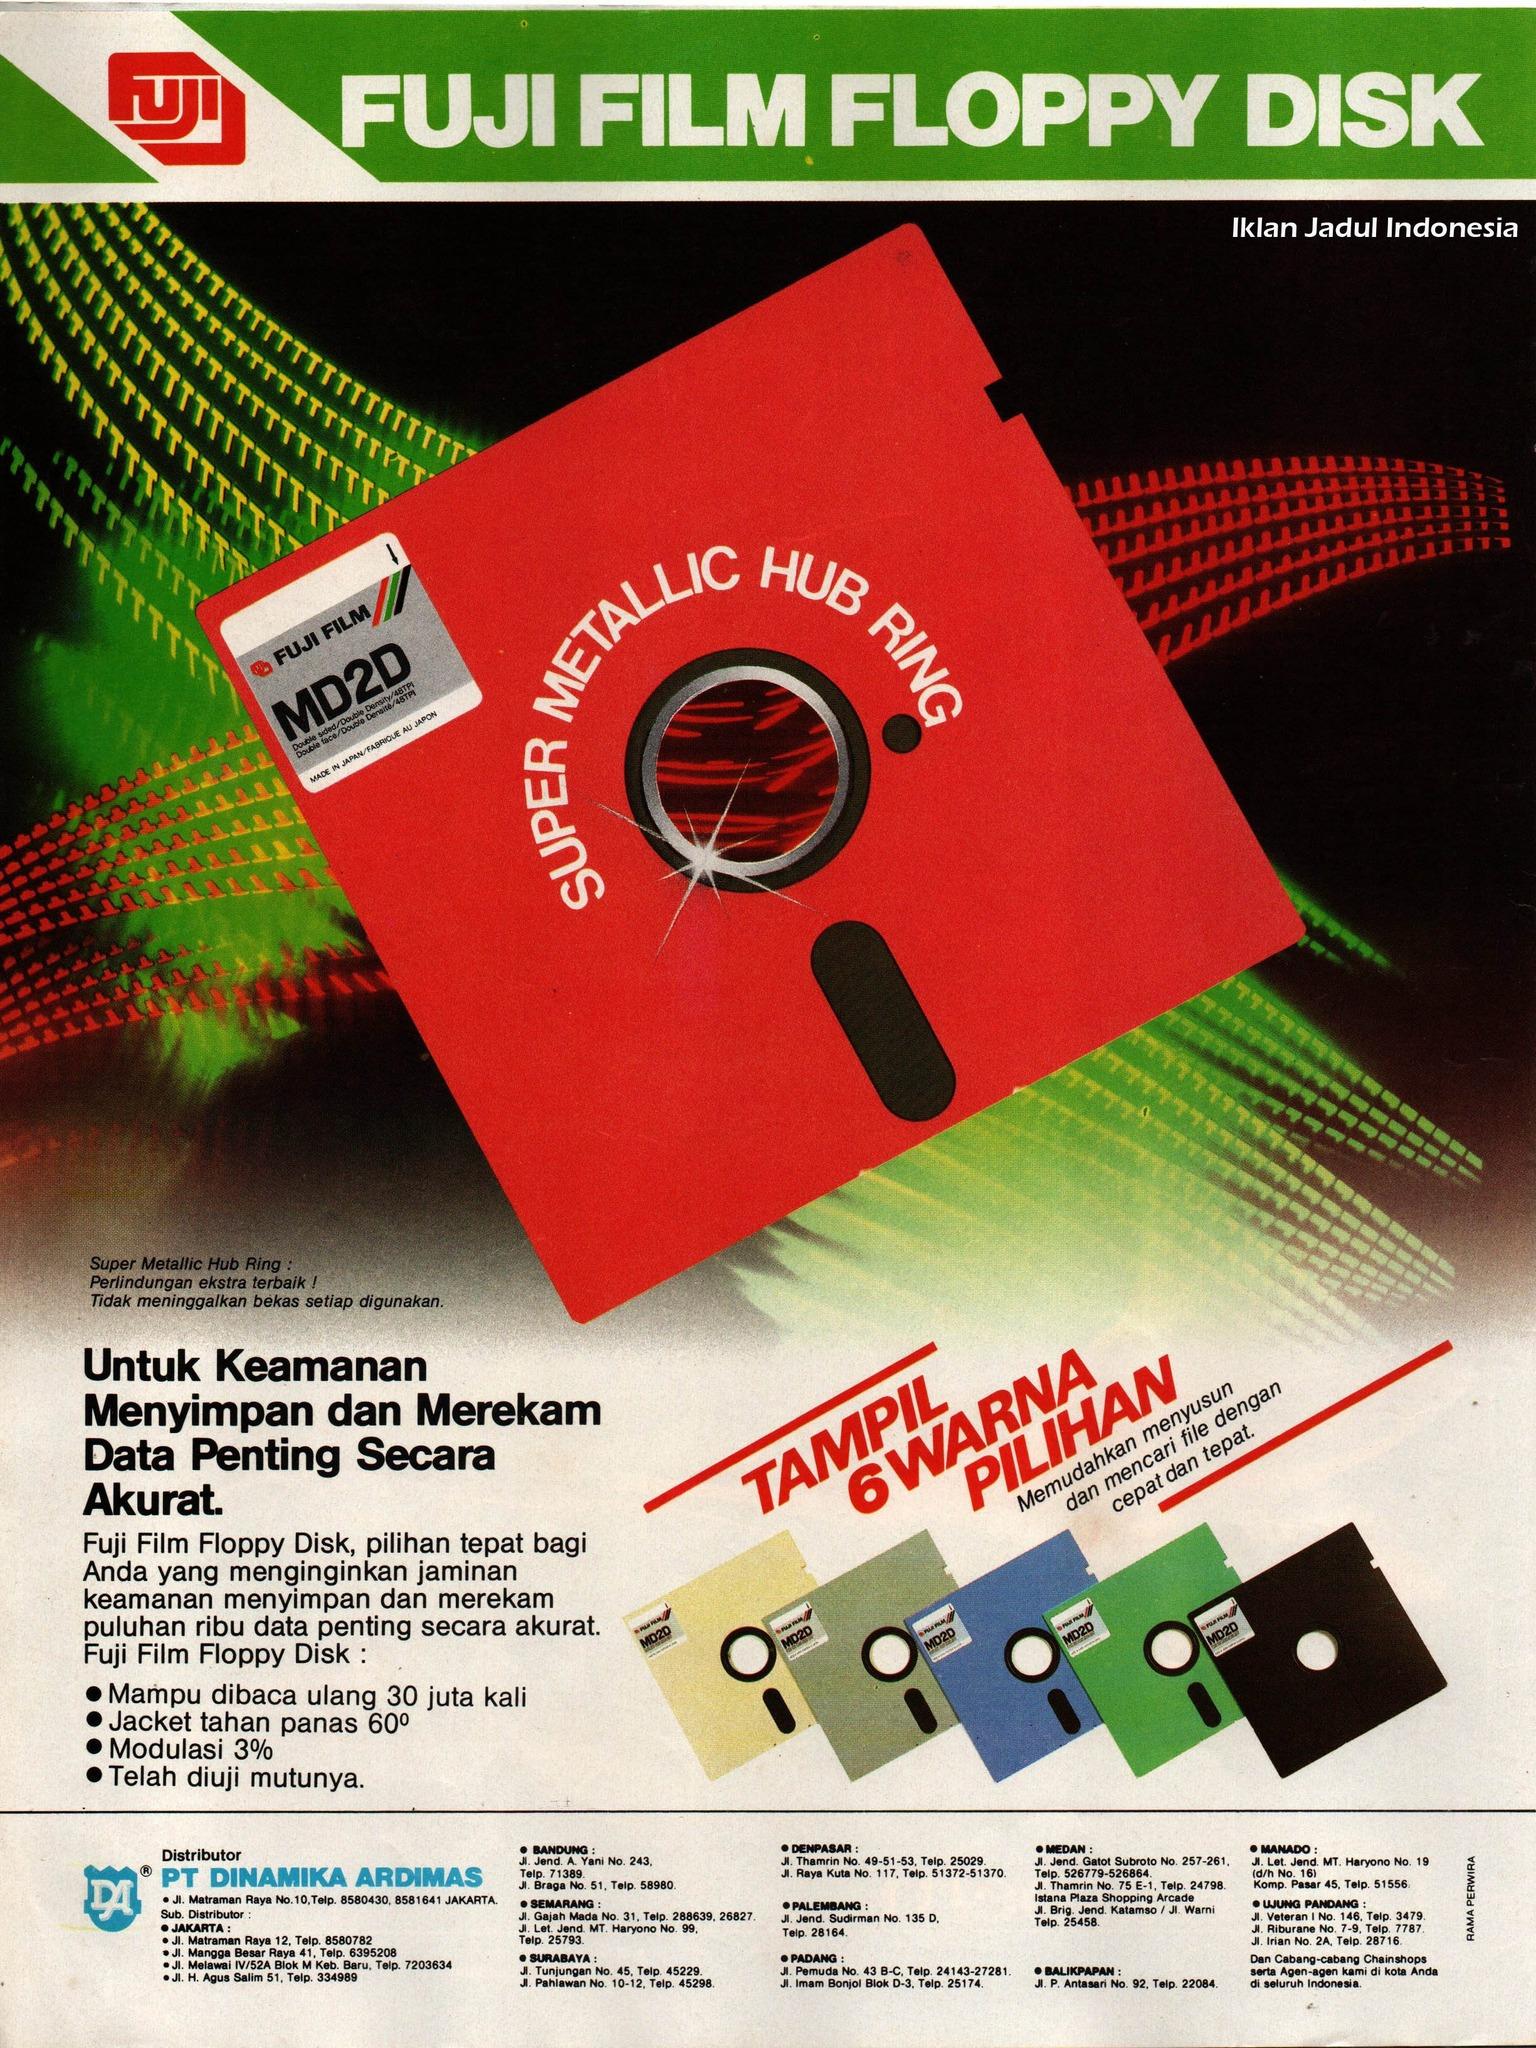 FUJI
FUJI FILM FLOPPY DISK
Iklan Jadul Indonesia
SUPER METALLIC HUB RING
FUJI FILM
MD2D
Double sided/Double Density/48TPI
Double face/Double Densité/48TPI
MADE IN JAPAN/FABRIQUE AU JAPON
Super Metallic Hub Ring :
Perlindungan ekstra terbaik !
Tidak meninggalkan bekas setiap digunakan.
Untuk Keamanan
Menyimpan dan Merekam
Data Penting Secara
Akurat.
Fuji Film Floppy Disk, pilihan tepat bagi
Anda yang menginginkan jaminan
keamanan menyimpan dan merekam
puluhan ribu data penting secara akurat.
Fuji Film Floppy Disk :
● Mampu dibaca ulang 30 juta kali
● Jacket tahan panas 60º
● Modulasi 3%
● Telah diuji mutunya.
TAMPIL
6 WARNA
PILIHAN
Memudahkan menyusun
dan mencari file dengan
cepat dan tepat.
FUJI FILM
MD2D
FUJI FILM
MD2D
FUJI FILM
MD2D
FUJI FILM
MD2D
FUJI FILM
MD2D
DA ®
Distributor
PT DINAMIKA ARDIMAS
● Jl. Matraman Raya No.10,Telp. 8580430, 8581641 JAKARTA.
Sub. Distributor :
● JAKARTA :
● Jl. Matraman Raya 12, Telp. 8580782
● Jl. Mangga Besar Raya 41, Telp. 6395208
● Jl. Melawai IV/52A Blok M Keb. Baru, Telp. 7203634
● Jl. H. Agus Salim 51, Telp. 334989
● BANDUNG :
Jl. Jend. A. Yani No. 243,
Telp. 71389.
Jl. Braga No. 51, Telp. 58980.
● SEMARANG :
Jl. Gajah Mada No. 31, Telp. 288639, 26827.
Jl. Let. Jend. MT. Haryono No. 99,
Telp. 25793.
● SURABAYA :
Jl. Tunjungan No. 45, Telp. 45229.
Jl. Pahlawan No. 10-12, Telp. 45298.
● DENPASAR :
Jl. Thamrin No. 49-51-53, Telp. 25029.
Jl. Raya Kuta No. 117, Telp. 51372-51370.
● PALEMBANG :
Jl. Jend. Sudirman No. 135 D,
Telp. 28164.
● PADANG :
Jl. Pemuda No. 43 B-C, Telp. 24143-27281.
Jl. Imam Bonjol Blok D-3, Telp. 25174.
● MEDAN :
Jl. Jend. Gatot Subroto No. 257-261,
Telp. 526779-526864.
Jl. Thamrin No. 75 E-1, Telp. 24798.
Istana Plaza Shopping Arcade
Jl. Brig. Jend. Katamso / Jl. Warni
Telp. 25458.
● BALIKPAPAN :
Jl. P. Antasari No. 92, Telp. 22084.
● MANADO :
Jl. Let. Jend. MT. Haryono No. 19
(d/h No. 16)
Komp. Pasar 45, Telp. 51556.
● UJUNG PANDANG :
Jl. Veteran I No. 146, Telp. 3479.
Jl. Riburane No. 7-9, Telp. 7787.
Jl. Irian No. 2A, Telp. 28716.
Dan Cabang-cabang Chainshops
serta Agen-agen kami di kota Anda
di seluruh Indonesia.
RAMA PERWIRA